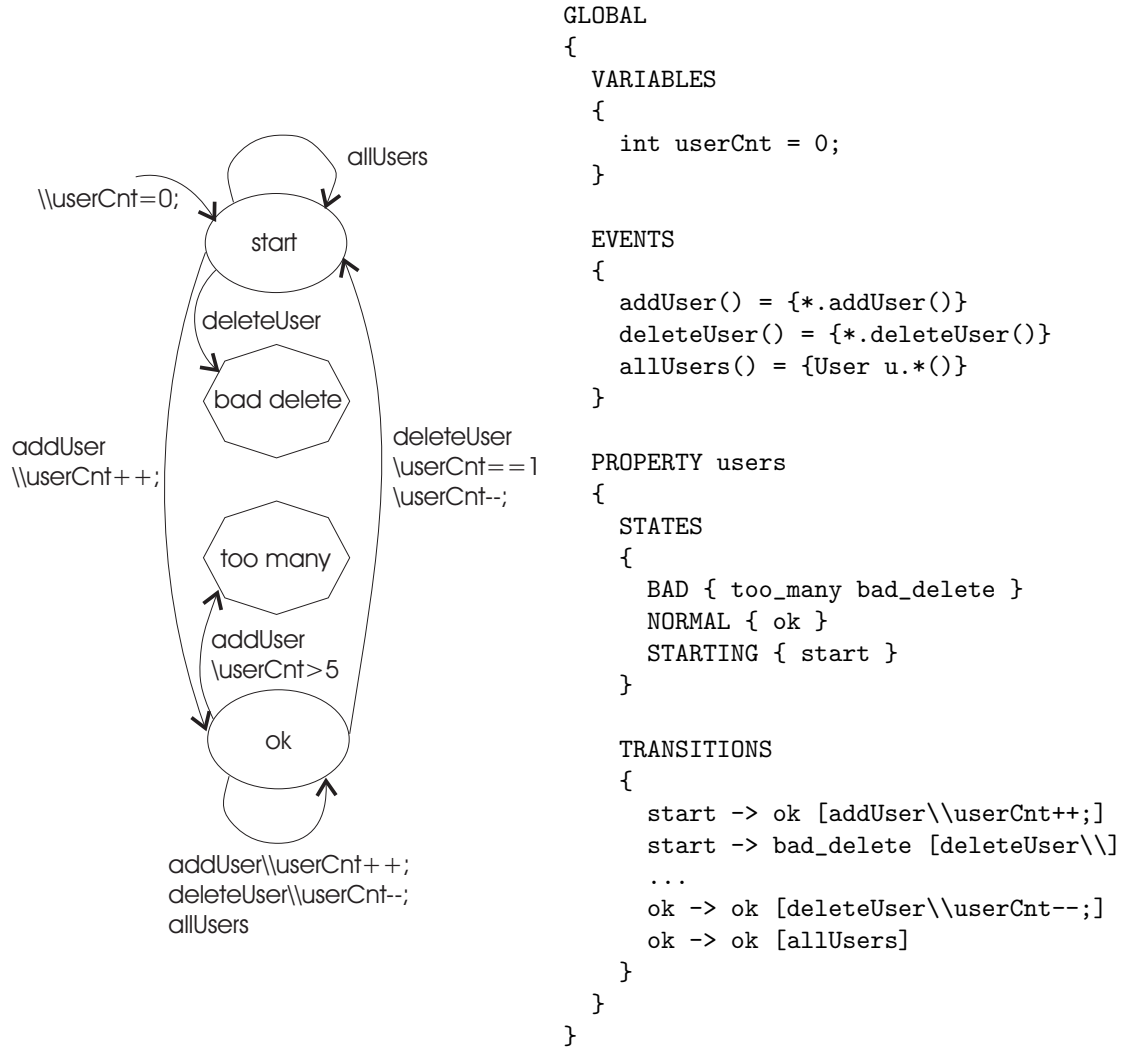 allUsers
\\userCnt=0;
start
deleteUser
bad delete
addUser
\\userCnt++;
deleteUser
\userCnt==1
\userCnt--;
too many
addUser
\userCnt>5
ok
addUser\\userCnt++;
deleteUser\\userCnt--;
allUsers
GLOBAL
{
VARIABLES
{
int userCnt = 0;
}
EVENTS
{
addUser() = {*.addUser()}
deleteUser() = {*.deleteUser()}
allUsers() = {User u.*()}
}
PROPERTY users
{
STATES
{
BAD { too_many bad_delete }
NORMAL { ok }
STARTING { start }
}
TRANSITIONS
{
start -> ok [addUser\\userCnt++;]
start -> bad_delete [deleteUser\\]
...
ok -> ok [deleteUser\\userCnt--;]
ok -> ok [allUsers]
}
}
}